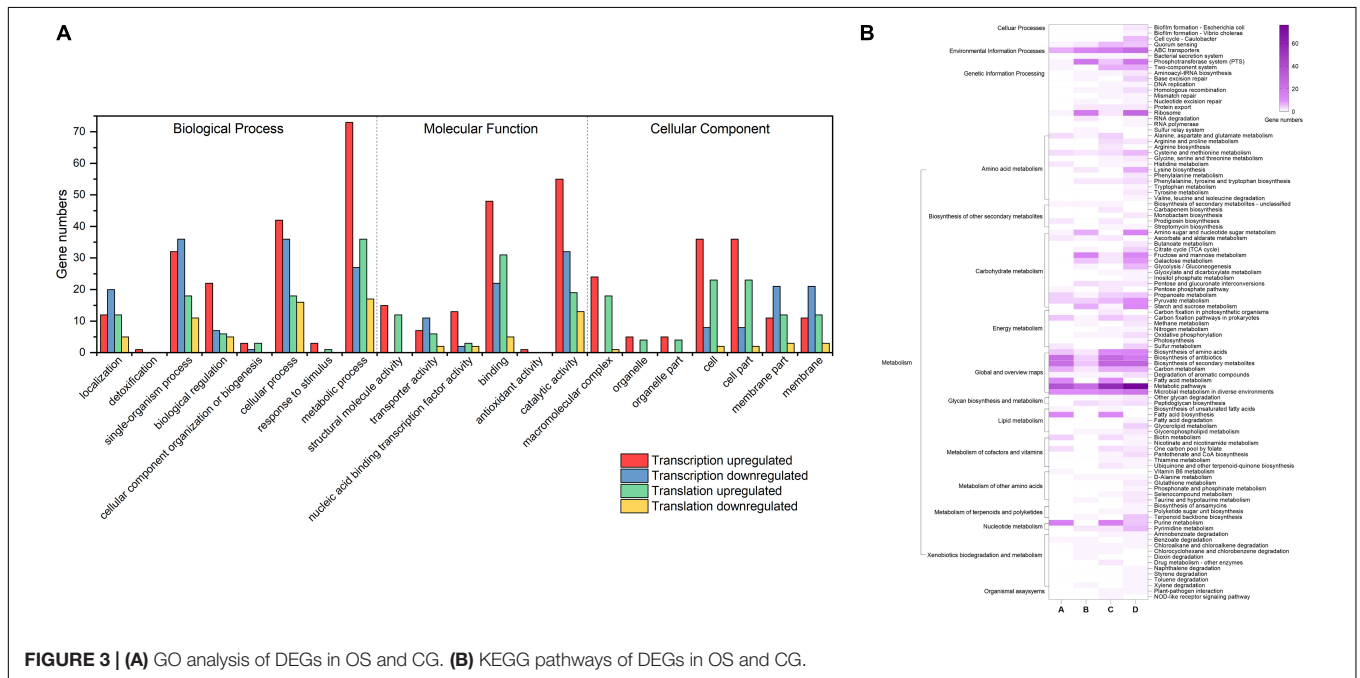 A
Biological Process
Molecular Function
Cellular Component
Gene numbers
70
60
50
40
30
20
10
0
localization
detoxification
single-organism process
biological regulation
cellular component organization or biogenesis
cellular process
response to stimulus
metabolic process
structural molecule activity
transporter activity
nucleic acid binding transcription factor activity
binding
antioxidant activity
catalytic activity
macromolecular complex
organelle
organelle part
cell
cell part
membrane part
membrane
Transcription upregulated
Transcription downregulated
Translation upregulated
Translation downregulated
B
Celluar Processes
Environmental Information Processes
Genetic Information Processing
Metabolism
Amino acid metabolism
Biosynthesis of other secondary metabolites
Carbohydrate metabolism
Energy metabolism
Global and overview maps
Glycan biosynthesis and metabolism
Lipid metabolism
Metabolism of cofactors and vitamins
Metabolism of other amino acids
Metabolism of terpenoids and polyketides
Nucleotide metabolism
Xenobiotics biodegradation and metabolism
Organismal assaysyems
Biofilm formation - Escherichia coli
Biofilm formation - Vibrio cholerae
Cell cycle - Caulobacter
Quorum sensing
ABC transporters
Bacterial secretion system
Phosphotransferase system (PTS)
Two-component system
Aminoacyl-tRNA biosynthesis
Base excision repair
DNA replication
Homologous recombination
Mismatch repair
Nucleotide excision repair
Protein export
Ribosome
RNA degradation
RNA polymerase
Sulfur relay system
Alanine, aspartate and glutamate metabolism
Arginine and proline metabolism
Arginine biosynthesis
Cysteine and methionine metabolism
Glycine, serine and threonine metabolism
Histidine metabolism
Lysine biosynthesis
Phenylalanine metabolism
Phenylalanine, tyrosine and tryptophan biosynthesis
Tryptophan metabolism
Tyrosine metabolism
Valine, leucine and isoleucine degradation
Biosynthesis of secondary metabolites - unclassified
Carbapenem biosynthesis
Monobactam biosynthesis
Prodigiosin biosyntheses
Streptomycin biosynthesis
Amino sugar and nucleotide sugar metabolism
Ascorbate and aldarate metabolism
Butanoate metabolism
Citrate cycle (TCA cycle)
Fructose and mannose metabolism
Galactose metabolism
Glycolysis / Gluconeogenesis
Glyoxylate and dicarboxylate metabolism
Inositol phosphate metabolism
Pentose and glucuronate interconversions
Pentose phosphate pathway
Propanoate metabolism
Pyruvate metabolism
Starch and sucrose metabolism
Carbon fixation in photosynthetic organisms
Carbon fixation pathways in prokaryotes
Methane metabolism
Nitrogen metabolism
Oxidative phosphorylation
Photosynthesis
Sulfur metabolism
Biosynthesis of amino acids
Biosynthesis of antibiotics
Biosynthesis of secondary metabolites
Carbon metabolism
Degradation of aromatic compounds
Fatty acid metabolism
Metabolic pathways
Microbial metabolism in diverse environments
Other glycan degradation
Peptidoglycan biosynthesis
Biosynthesis of unsaturated fatty acids
Fatty acid biosynthesis
Fatty acid degradation
Glycerolipid metabolism
Glycerophospholipid metabolism
Biotin metabolism
Nicotinate and nicotinamide metabolism
One carbon pool by folate
Pantothenate and CoA biosynthesis
Thiamine metabolism
Ubiquinone and other terpenoid-quinone biosynthesis
Vitamin B6 metabolism
D-Alanine metabolism
Glutathione metabolism
Phosphonate and phosphinate metabolism
Selenocompound metabolism
Taurine and hypotaurine metabolism
Biosynthesis of ansamycins
Polyketide sugar unit biosynthesis
Terpenoid backbone biosynthesis
Purine metabolism
Pyrimidine metabolism
Aminobenzoate degradation
Benzoate degradation
Chloroalkane and chloroalkene degradation
Chlorocyclohexane and chlorobenzene degradation
Dioxin degradation
Drug metabolism - other enzymes
Naphthalene degradation
Styrene degradation
Toluene degradation
Xylene degradation
Plant-pathogen interaction
NOD-like receptor signaling pathway
A B C D
60
40
20
0
Gene numbers
FIGURE 3 | (A) GO analysis of DEGs in OS and CG. (B) KEGG pathways of DEGs in OS and CG.